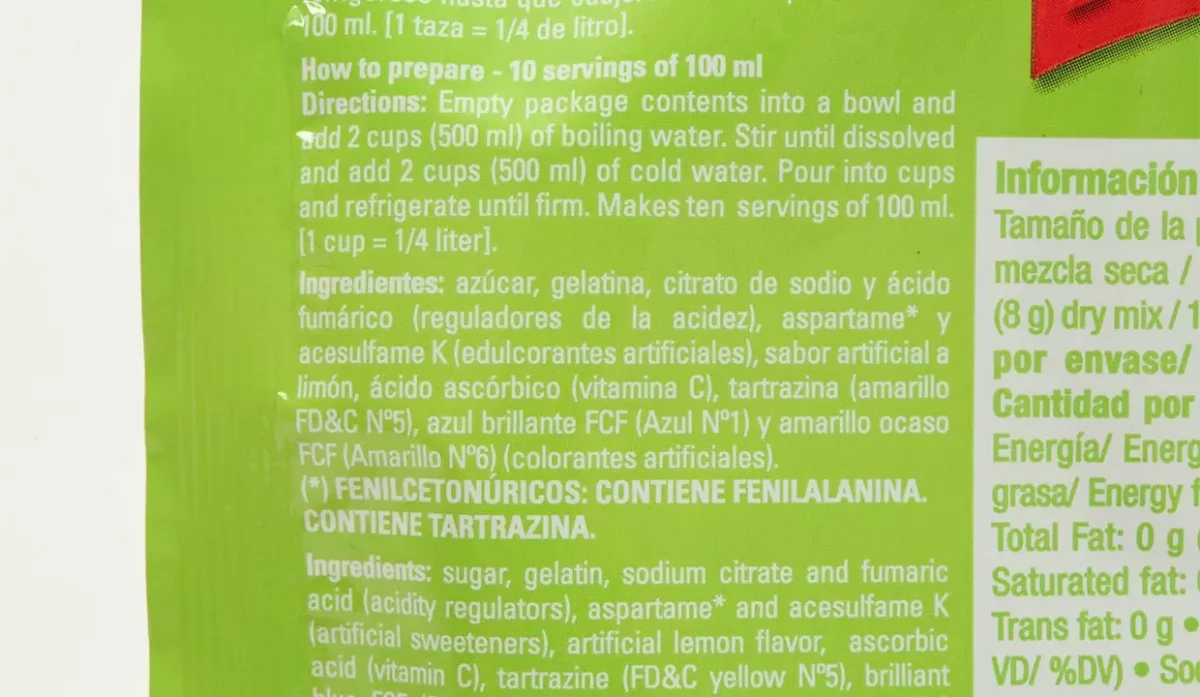 100 ml. [1 taza = 1/4 de litro].
How to prepare - 10 servings of 100 ml
Directions: Empty package contents into a bowl and
add 2 cups (500 ml) of boiling water. Stir until dissolved
and add 2 cups (500 ml) of cold water. Pour into cups
and refrigerate until firm. Makes ten servings of 100 ml.
[1 cup = 1/4 liter].
Ingredientes: azúcar, gelatina, citrato de sodio y ácido
fumárico (reguladores de la acidez), aspartame* y
acesulfame K (edulcorantes artificiales), sabor artificial a
limón, ácido ascórbico (vitamina C), tartrazina (amarillo
FD&C Nº5), azul brillante FCF (Azul Nº1) y amarillo ocaso
FCF (Amarillo Nº6) (colorantes artificiales).
(*) FENILCETONÚRICOS: CONTIENE FENILALANINA.
CONTIENE TARTRAZINA.
Ingredients: sugar, gelatin, sodium citrate and fumaric
acid (acidity regulators), aspartame* and acesulfame K
(artificial sweeteners), artificial lemon flavor, ascorbic
acid (vitamin C), tartrazine (FD&C yellow Nº5), brilliant
Información
Tamaño de la
mezcla seca /
(8 g) dry mix / 1
por envase/
Cantidad por
Energía/ Energ
grasa/ Energy f
Total Fat: 0 g
Saturated fat:
Trans fat: 0 g •
VD/ %DV) • So